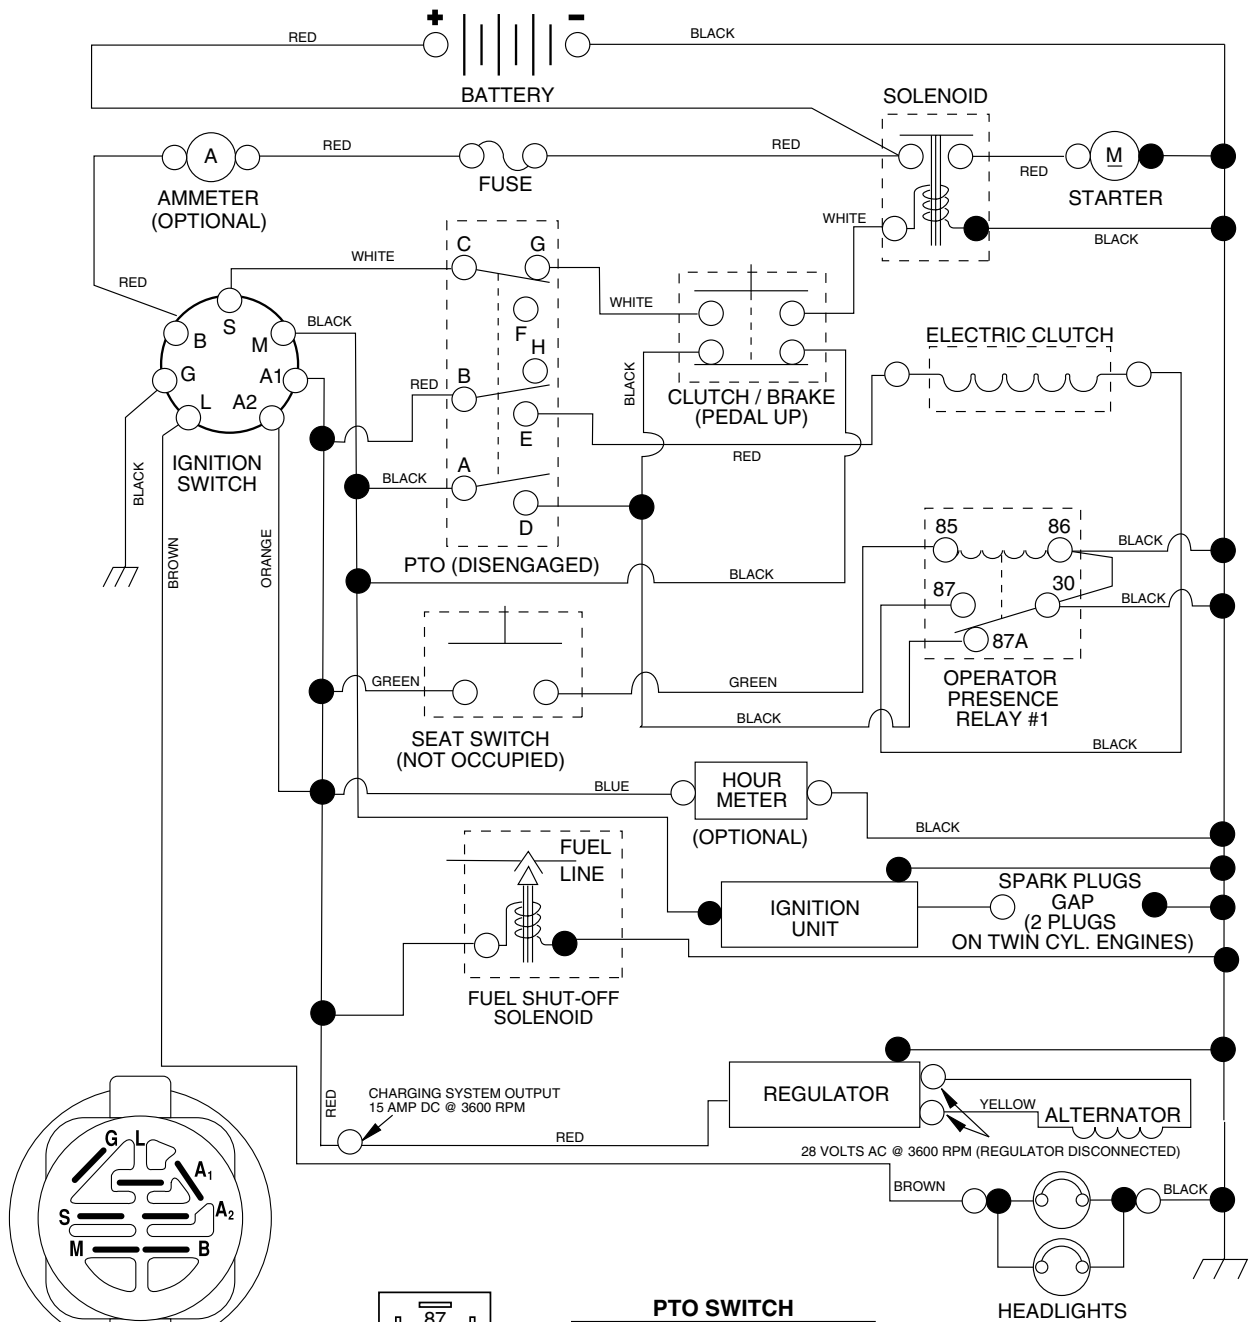 +
−
RED
BLACK
BATTERY
SOLENOID
A
RED
RED
RED
M
AMMETER
(OPTIONAL)
FUSE
STARTER
WHITE
BLACK
C
G
WHITE
RED
S
BLACK
F
WHITE
B
M
H
ELECTRIC CLUTCH
G
A1
B
RED
BLACK
L
A2
CLUTCH / BRAKE
(PEDAL UP)
E
IGNITION
SWITCH
RED
A
BLACK
BLACK
D
BROWN
ORANGE
PTO (DISENGAGED)
85
86
BLACK
BLACK
87
30
BLACK
87A
GREEN
GREEN
OPERATOR
PRESENCE
RELAY #1
BLACK
SEAT SWITCH
(NOT OCCUPIED)
BLACK
BLUE
HOUR
METER
(OPTIONAL)
BLACK
FUEL
LINE
IGNITION
UNIT
SPARK PLUGS
GAP
(2 PLUGS
ON TWIN CYL. ENGINES)
FUEL SHUT-OFF
SOLENOID
RED
CHARGING SYSTEM OUTPUT
15 AMP DC @ 3600 RPM
REGULATOR
YELLOW
ALTERNATOR
RED
28 VOLTS AC @ 3600 RPM (REGULATOR DISCONNECTED)
G
L
A1
A2
S
M
B
BROWN
BLACK
HEADLIGHTS
87
PTO SWITCH